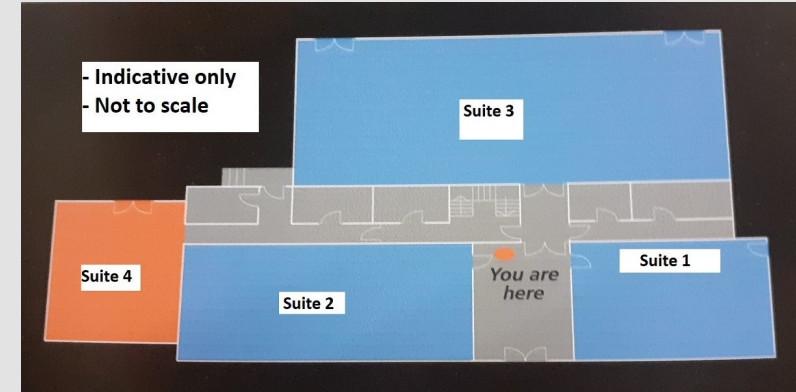 - Indicative only
- Not to scale
Suite 3
Suite 4
Suite 2
You are
here
Suite 1